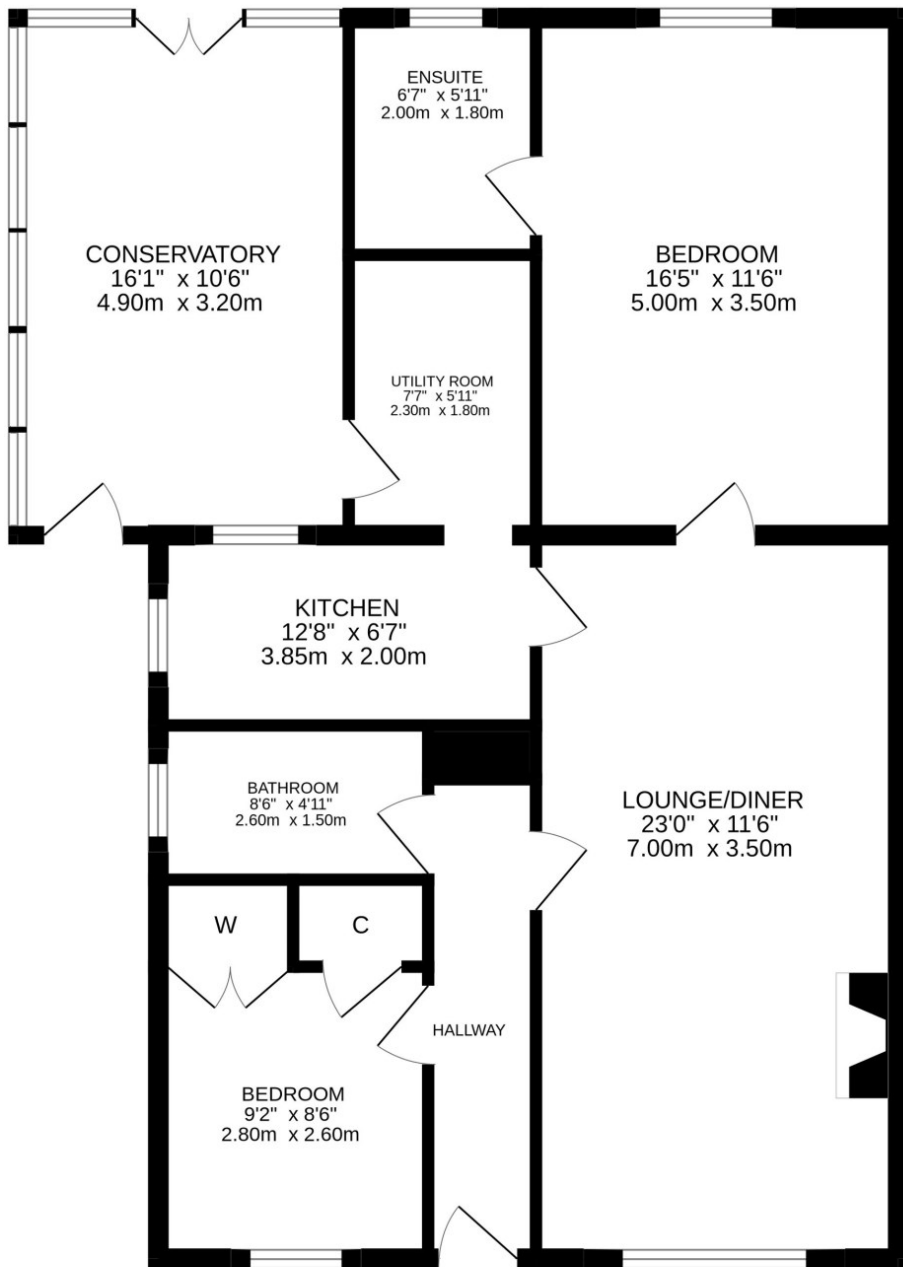 ENSUITE
6'7" x 5'11"
2.00m x 1.80m
CONSERVATORY
16'1" x 10'6"
4.90m x 3.20m
BEDROOM
16'5" x 11'6"
5.00m x 3.50m
UTILITY ROOM
7'7" x 5'11"
2.30m x 1.80m
KITCHEN
12'8" x 6'7"
3.85m x 2.00m
BATHROOM
8'6" x 4'11"
2.60m x 1.50m
LOUNGE/DINER
23'0" x 11'6"
7.00m x 3.50m
W
C
HALLWAY
BEDROOM
9'2" x 8'6"
2.80m x 2.60m